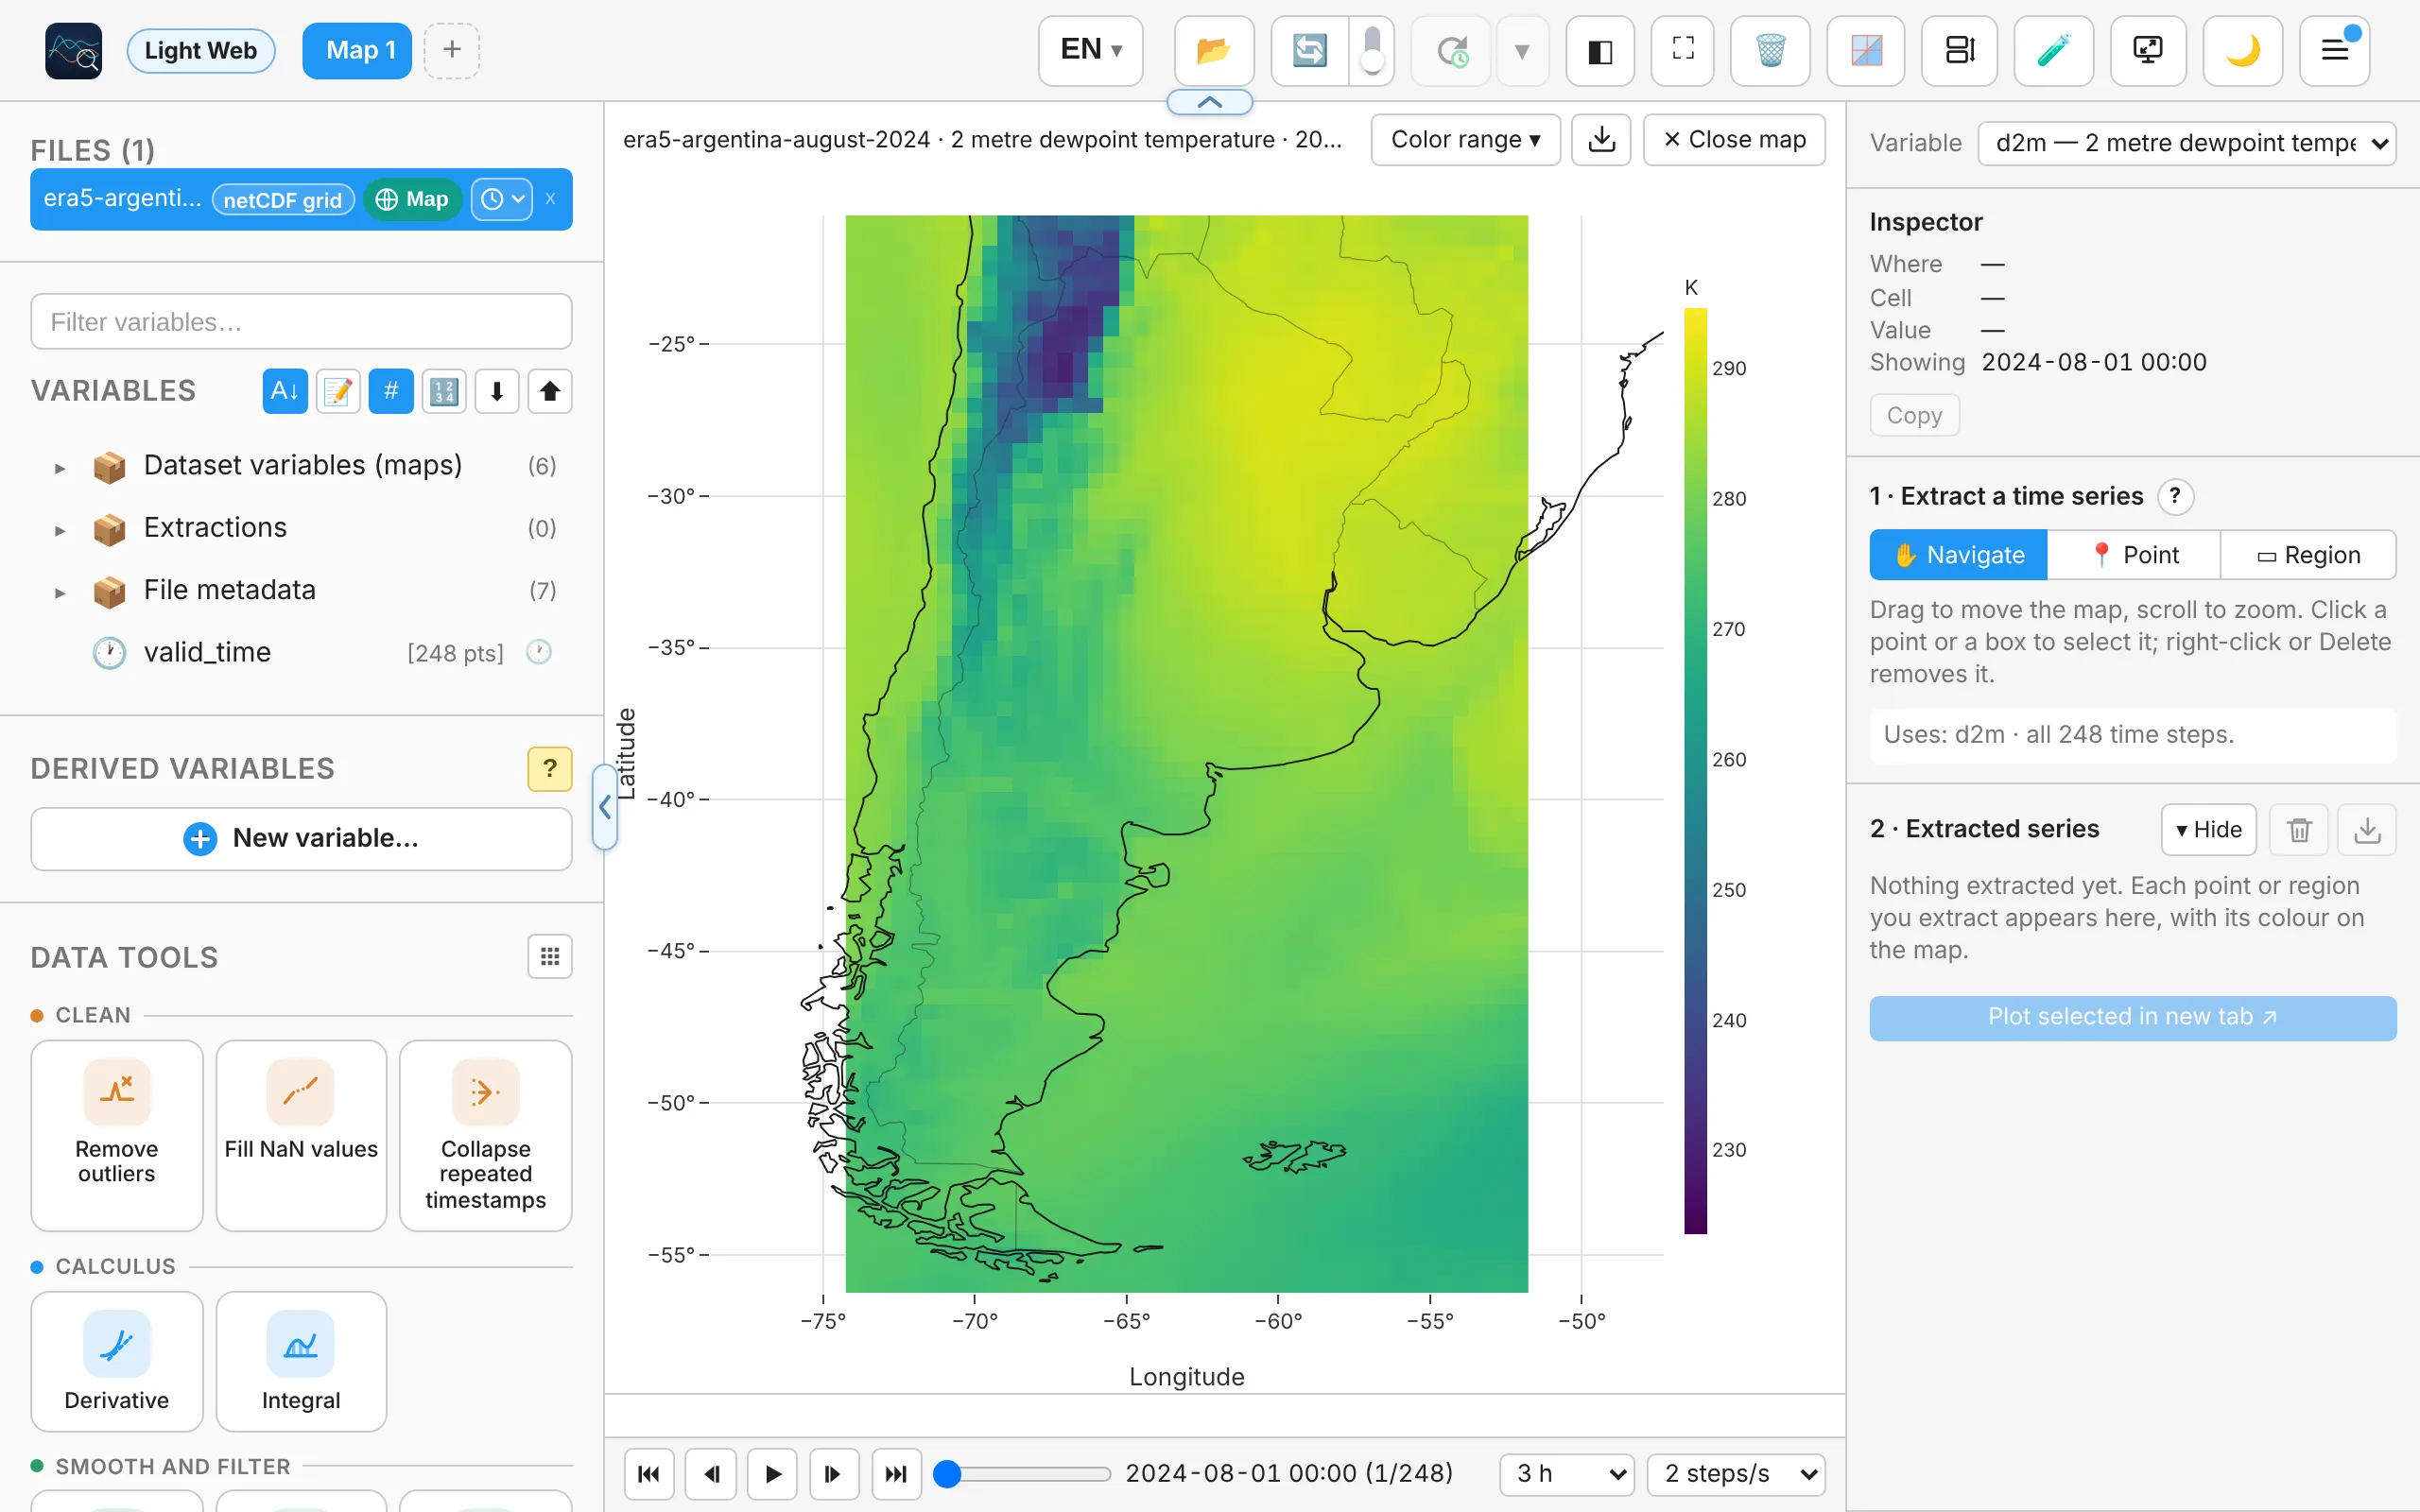 Light Web
Map 1
+
EN ▾
FILES (1)
era5-argenti... netCDF grid Map x
Filter variables…
VARIABLES
A↓ # 1234
Dataset variables (maps) (6)
Extractions (0)
File metadata (7)
valid_time [248 pts]
DERIVED VARIABLES ?
New variable...
DATA TOOLS
CLEAN
Remove outliers
Fill NaN values
Collapse repeated timestamps
CALCULUS
Derivative
Integral
SMOOTH AND FILTER
era5-argentina-august-2024 · 2 metre dewpoint temperature · 20...
Color range ▾
✕ Close map
Latitude
−25°
−30°
−35°
−40°
−45°
−50°
−55°
−75°
−70°
−65°
−60°
−55°
−50°
Longitude
K
290
280
270
260
250
240
230
2024-08-01 00:00 (1/248)
3 h
2 steps/s
Variable d2m — 2 metre dewpoint tempe
Inspector
Where —
Cell —
Value —
Showing 2024-08-01 00:00
Copy
1 · Extract a time series ?
Navigate
Point
Region
Drag to move the map, scroll to zoom. Click a
point or a box to select it; right-click or Delete
removes it.
Uses: d2m · all 248 time steps.
2 · Extracted series
▾ Hide
Nothing extracted yet. Each point or region
you extract appears here, with its colour on
the map.
Plot selected in new tab ↗